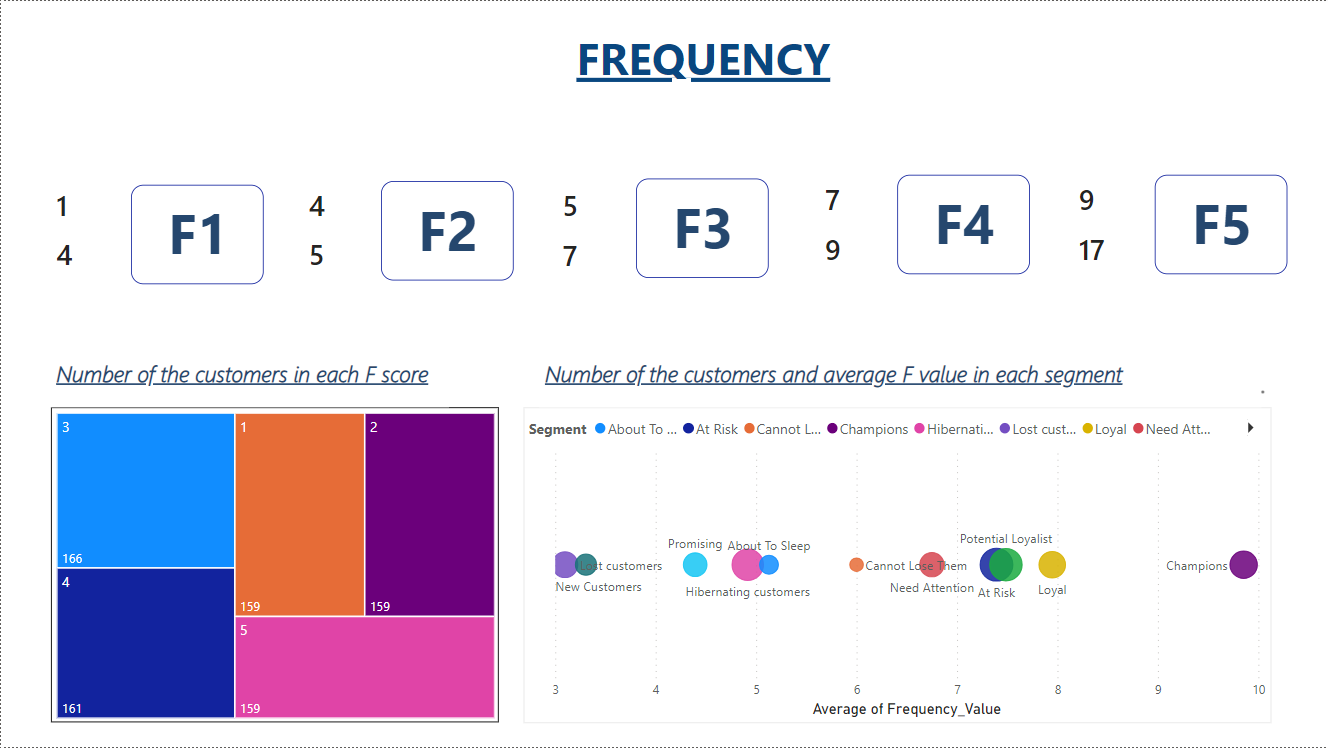 FREQUENCY
1
4
F1
4
5
F2
5
7
F3
7
9
F4
9
17
F5
Number of the customers in each F score
3
166
4
161
1
159
2
159
5
159
Number of the customers and average F value in each segment
Segment About To ... At Risk Cannot L... Champions Hibernati... Lost cust... Loyal Need Att...
Potential Loyalist
Promising About To Sleep
Lost customers Cannot Lose Them Champions
New Customers Hibernating customers Need Attention At Risk Loyal
3 4 5 6 7 8 9 10
Average of Frequency_Value